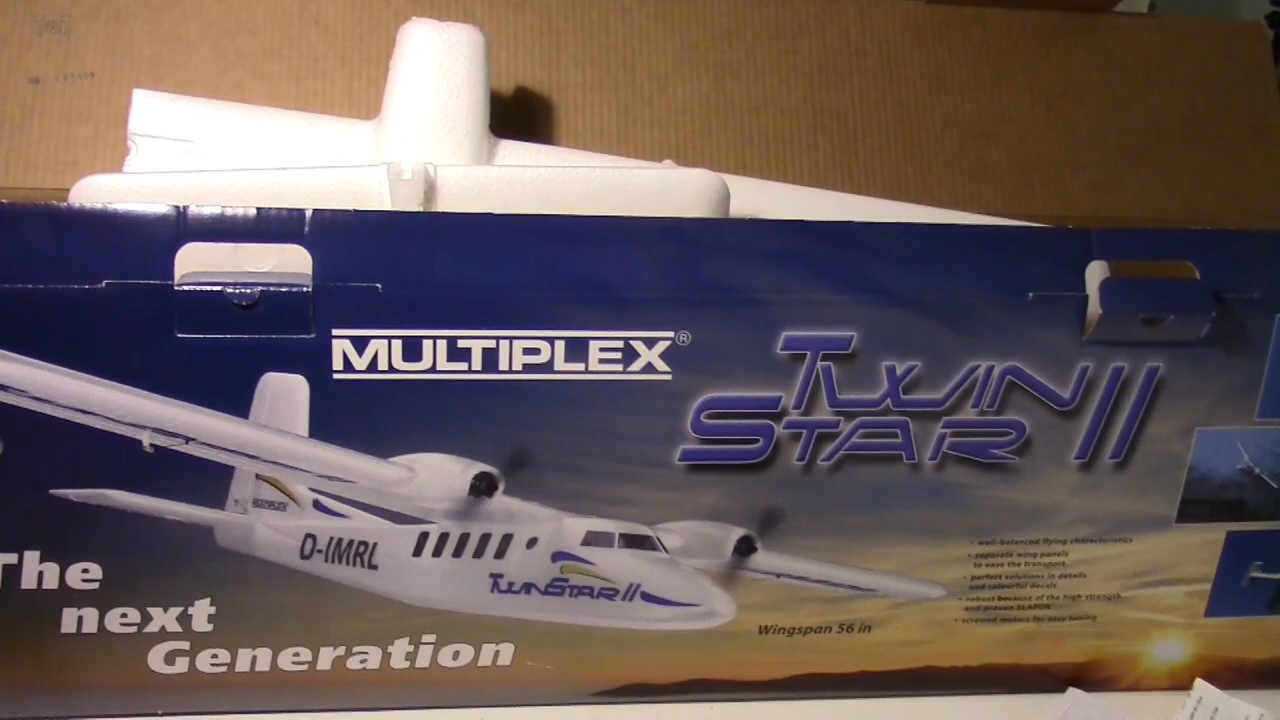 MULTIPLEX®
TWIN
STAR II
MULTIPLEX
D-IMRL
TWINSTAR II
• well-balanced flying characteristics
• separate wing panels
to ease the transport
• perfect solutions in details
and colourful decals
• robust because of the high strength
and proven ELAPOR
• screwed motors for easy tuning
Wingspan 56 in
The
next
Generation